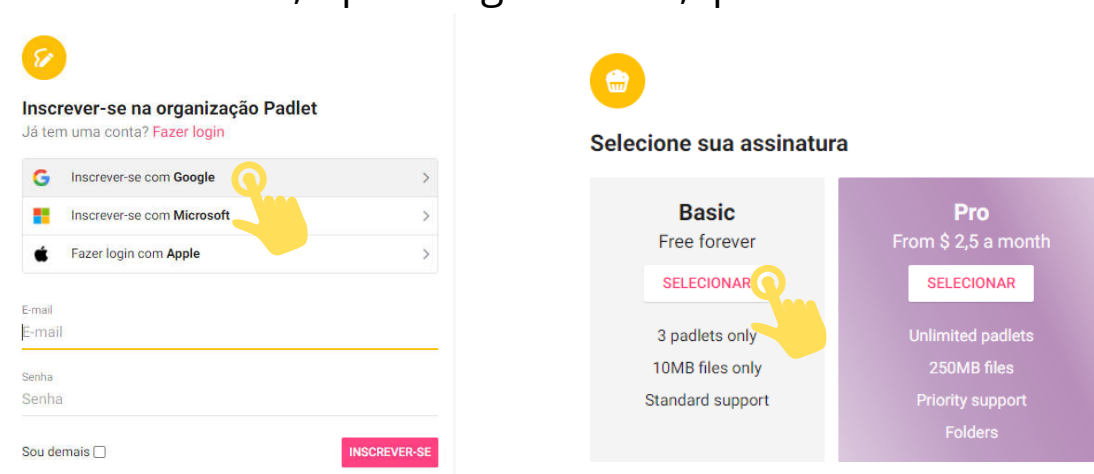 Inscrever-se na organização Padlet
Já tem uma conta? Fazer login
Inscrever-se com Google
Inscrever-se com Microsoft
Fazer login com Apple
E-mail
E-mail
Senha
Senha
Sou demais
INSCREVER-SE
Selecione sua assinatura
Basic
Free forever
SELECIONAR
3 padlets only
10MB files only
Standard support
Pro
From $ 2,5 a month
SELECIONAR
Unlimited padlets
250MB files
Priority support
Folders